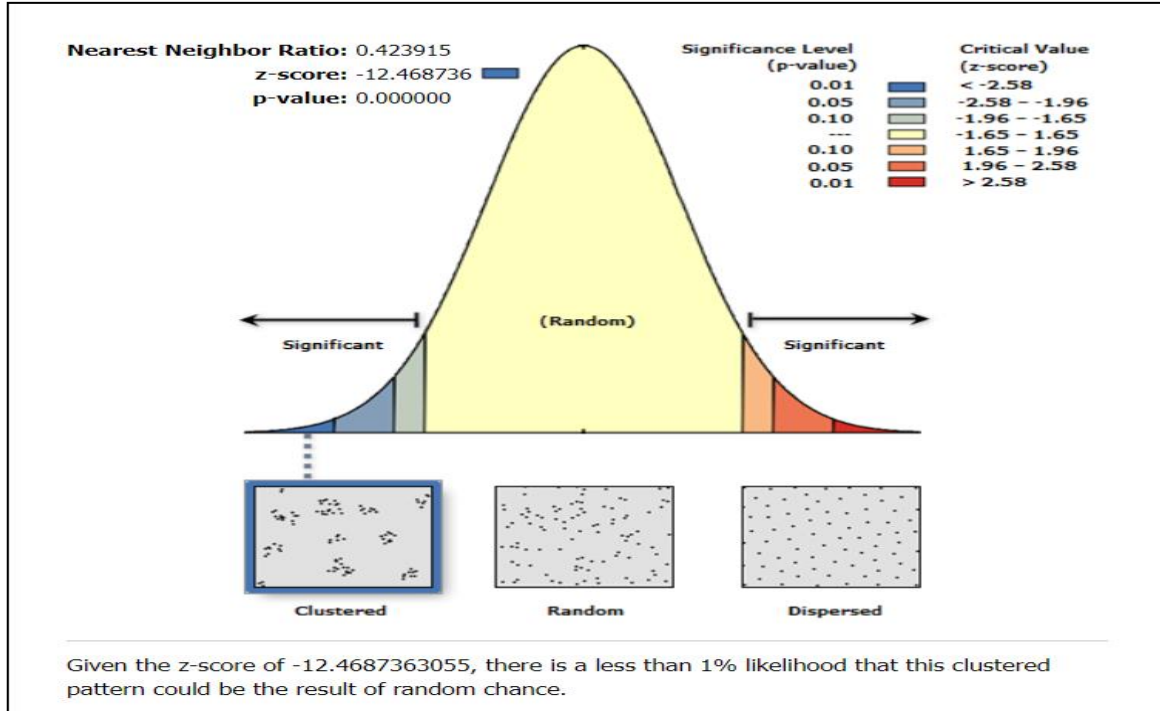 Nearest Neighbor Ratio: 0.423915
z-score: -12.468736
p-value: 0.000000
Significance Level
(p-value)
Critical Value
(z-score)
0.01 < -2.58
0.05 -2.58 – -1.96
0.10 -1.96 – -1.65
--- -1.65 – 1.65
0.10 1.65 – 1.96
0.05 1.96 – 2.58
0.01 > 2.58
(Random)
Significant
Significant
Clustered
Random
Dispersed
Given the z-score of -12.4687363055, there is a less than 1% likelihood that this clustered
pattern could be the result of random chance.